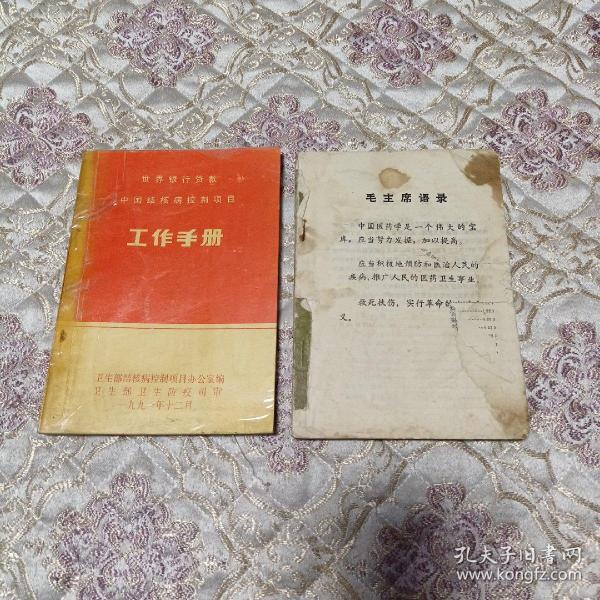 世界银行贷款
中国结核病控制项目
工作手册
卫生部结核病控制项目办公室编
卫生部卫生防疫司审
一九九一年十二月
毛主席语录
中国医药学是一个伟大的宝
库,应当努力发掘,加以提高。
应当积极地预防和医治人民的
疾病,推广人民的医药卫生事业。
救死扶伤,实行革命的
义。
孔夫子旧书网
www.kongfz.com